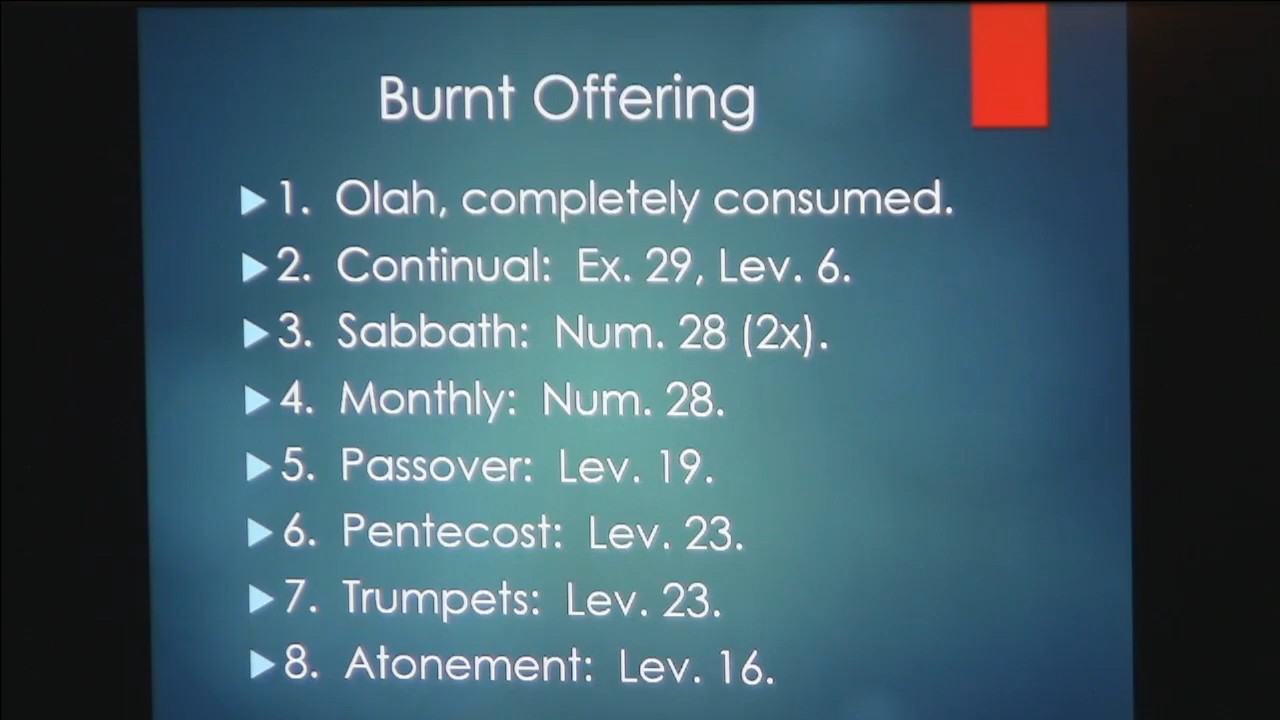 Burnt Offering
1. Olah, completely consumed.
2. Continual: Ex. 29, Lev. 6.
3. Sabbath: Num. 28 (2x).
4. Monthly: Num. 28.
5. Passover: Lev. 19.
6. Pentecost: Lev. 23.
7. Trumpets: Lev. 23.
8. Atonement: Lev. 16.